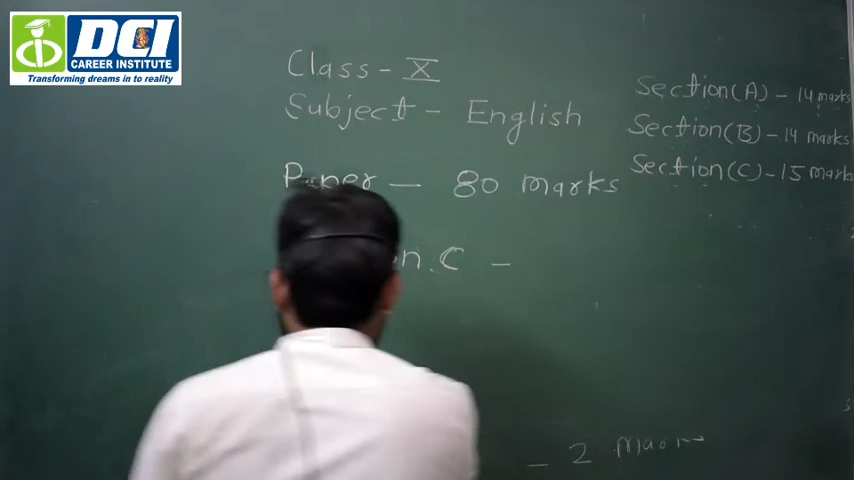 DCI
CAREER INSTITUTE
Transforming dreams in to reality
Class - X
Subject - English
Paper - 80 marks
n.C -
- 2
Section(A) - 14 marks
Section(B) - 14 marks
Section(C) - 15 mark